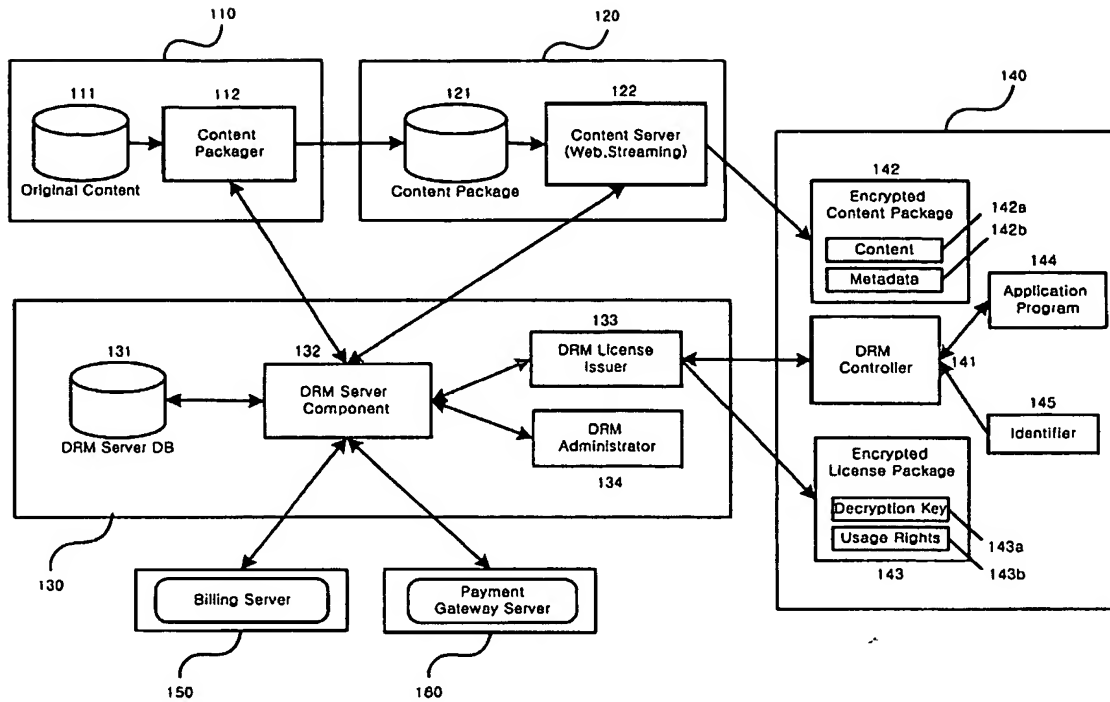 110
120
140
111
112
121
122
Content
Packager
Content Server
(Web.Streaming)
Original Content
Content Package
142
Encrypted
Content Package
142a
142b
Content
Metadata
144
Application
Program
131
132
133
DRM License
Issuer
DRM Server
Component
DRM Server DB
DRM
Controller
141
DRM
Administrator
134
145
Identifier
Encrypted
License Package
Decryption Key
Usage Rights
143a
143b
143
130
Billing Server
Payment
Gateway Server
150
160